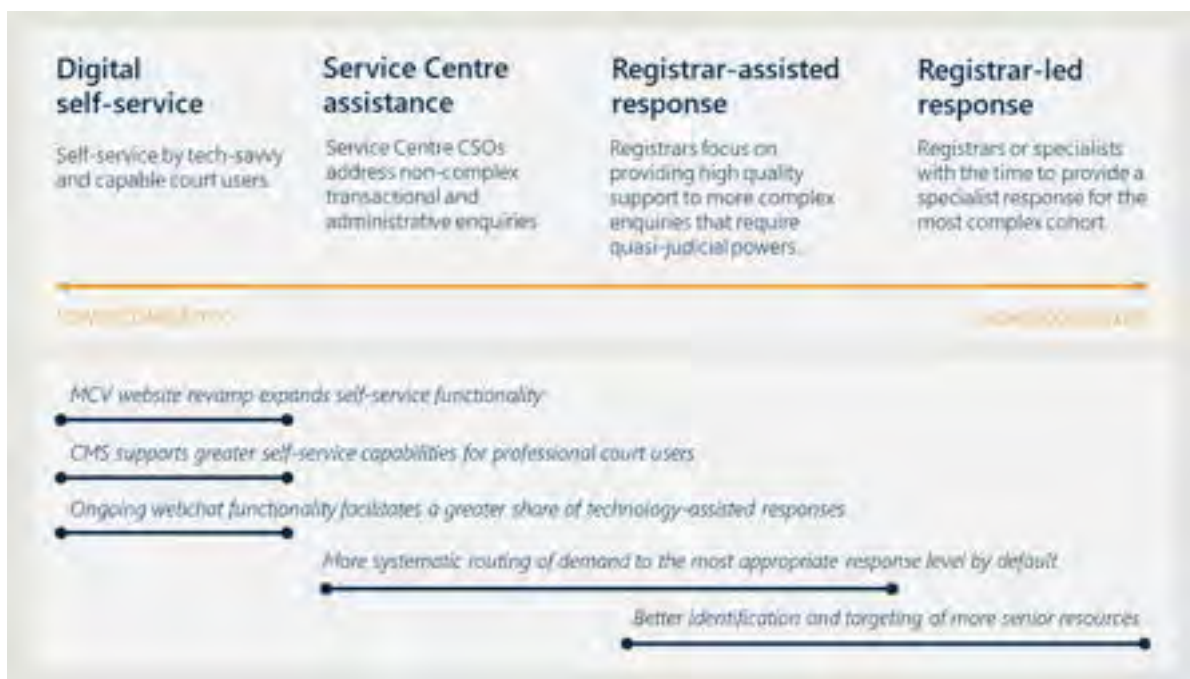 Digital
self-service
Self-service by tech-savvy
and capable court users
Service Centre
assistance
Service Centre CSOs
address non-complex
transactional and
administrative enquiries
Registrar-assisted
response
Registrars focus on
providing high quality
support to more complex
enquiries that require
quasi-judicial powers.
Registrar-led
response
Registrars or specialists
with the time to provide a
specialist response for the
most complex cohort
MCV website revamp expands self-service functionality
CMS supports greater self-service capabilities for professional court users
Ongoing webchat functionality facilitates a greater share of technology-assisted responses
More systematic routing of demand to the most appropriate response level by default
Better identification and targeting of more senior resources